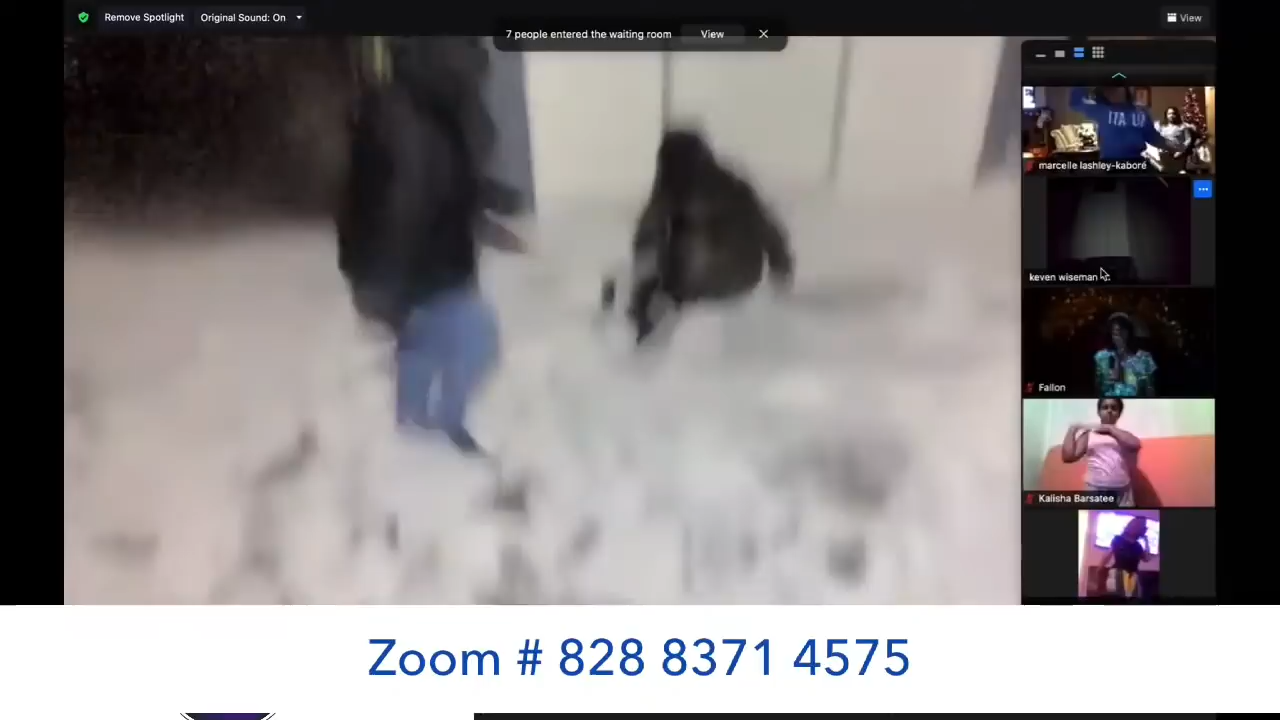 Remove Spotlight
Original Sound: On
7 people entered the waiting room
View
View
ITALIA
marcelle lashley-kaboré
keven wiseman
Fallon
Kalisha Barsatee
Zoom # 828 8371 4575